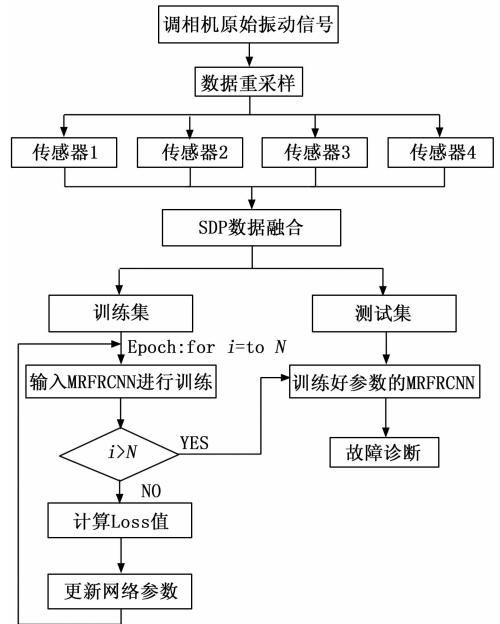 调相机原始振动信号
数据重采样
传感器1 传感器2 传感器3 传感器4
SDP数据融合
训练集 测试集
Epoch:for i=to N
输入MRFRCNN进行训练 训练好参数的MRFRCNN
i>N YES
故障诊断
NO
计算Loss值
更新网络参数